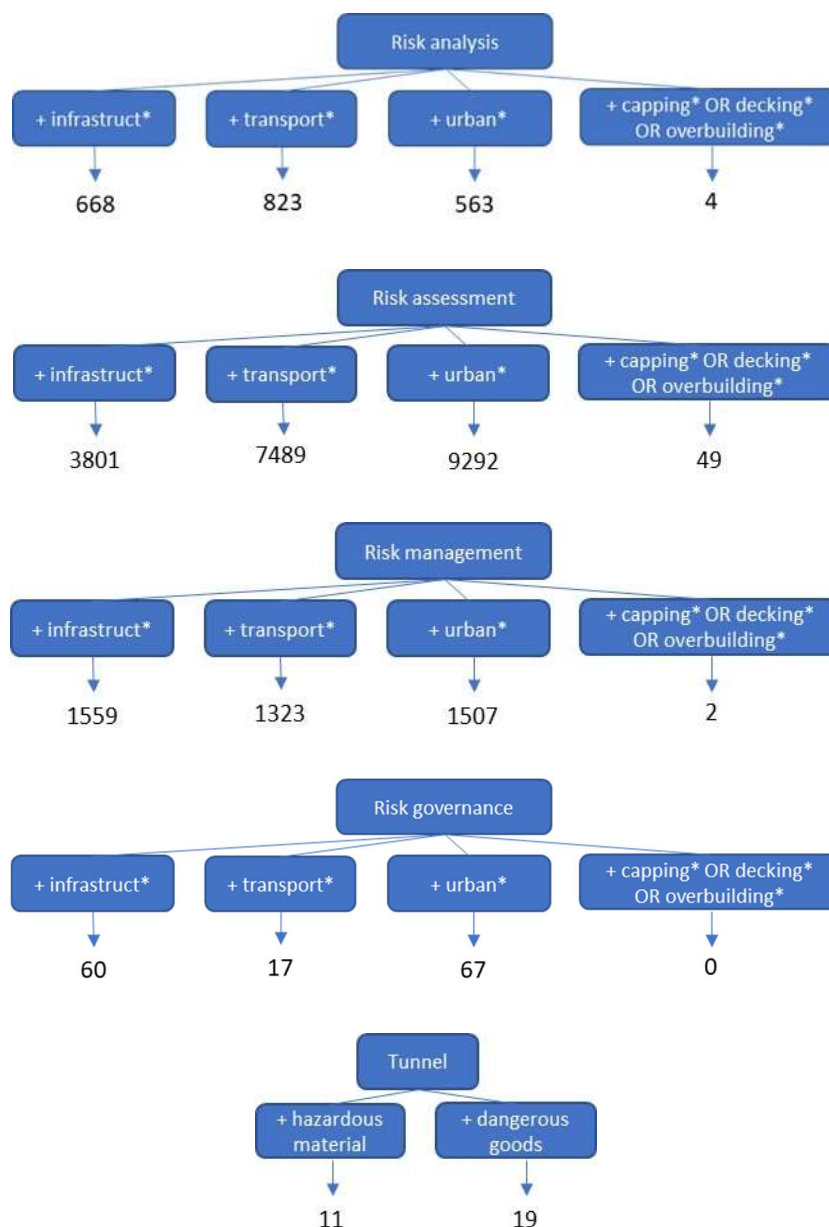 Risk analysis
+ infrastruct*
+ transport*
+ urban*
+ capping* OR decking*
OR overbuilding*
668
823
563
4
Risk assessment
+ infrastruct*
+ transport*
+ urban*
+ capping* OR decking*
OR overbuilding*
3801
7489
9292
49
Risk management
+ infrastruct*
+ transport*
+ urban*
+ capping* OR decking*
OR overbuilding*
1559
1323
1507
2
Risk governance
+ infrastruct*
+ transport*
+ urban*
+ capping* OR decking*
OR overbuilding*
60
17
67
0
Tunnel
+ hazardous
material
+ dangerous
goods
11
19